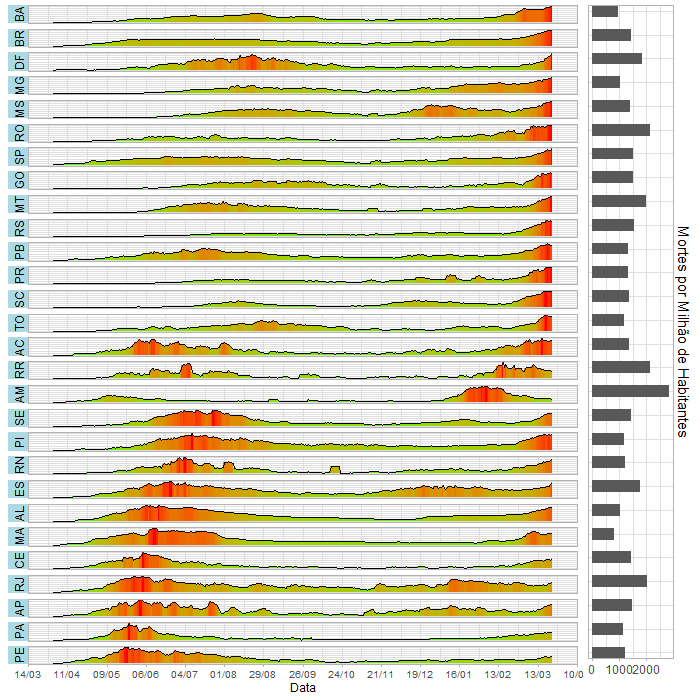 BA
BR
DF
MG
MS
RO
SP
GO
MT
RS
PB
PR
SC
TO
AC
RR
AM
SE
PI
RN
ES
AL
MA
CE
RJ
AP
PA
PE
14/03 11/04 09/05 06/06 04/07 01/08 29/08 26/09 24/10 21/11 19/12 16/01 13/02 13/03 10/0
Data
0 1000 2000
Mortes por Milhão de Habitantes